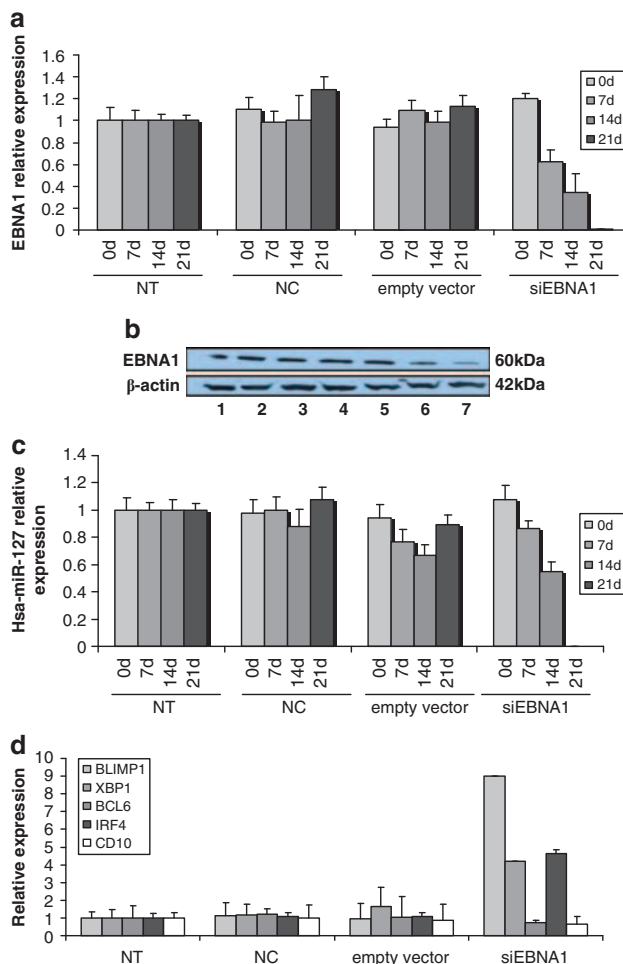 a
EBNA1 relative expression
1.6
1.4
1.2
1
0.8
0.6
0.4
0.2
0
0d
7d
14d
21d
0d 7d 14d 21d 0d 7d 14d 21d 0d 7d 14d 21d 0d 7d 14d 21d
NT NC empty vector siEBNA1
b
EBNA1 60kDa
β-actin 42kDa
1 2 3 4 5 6 7
c
Hsa-miR-127 relative
expression
1.4
1.2
1
0.8
0.6
0.4
0.2
0
0d
7d
14d
21d
0d 7d 14d 21d 0d 7d 14d 21d 0d 7d 14d 21d 0d 7d 14d 21d
NT NC empty vector siEBNA1
d
Relative expression
10
9
8
7
6
5
4
3
2
1
0
BLIMP1
XBP1
BCL6
IRF4
CD10
NT NC empty vector siEBNA1